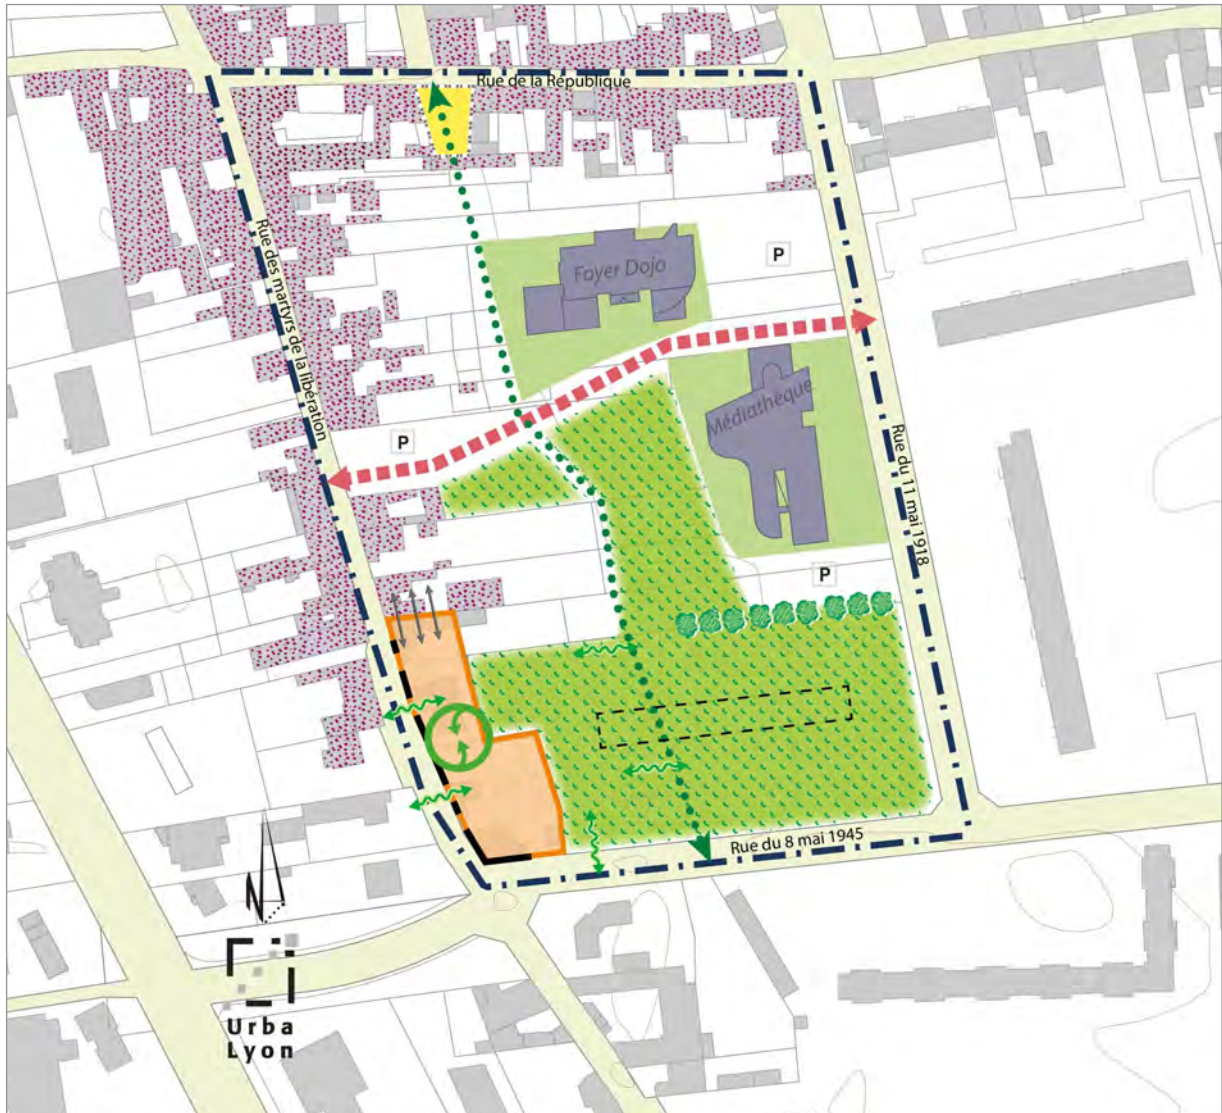 Rue de la République
Rue des martyrs de la libération
Foyer Dojo
P
Médiathèque
P
Rue du 11 mai 1918
P
Rue du 8 mai 1945
N
Urba
Lyon